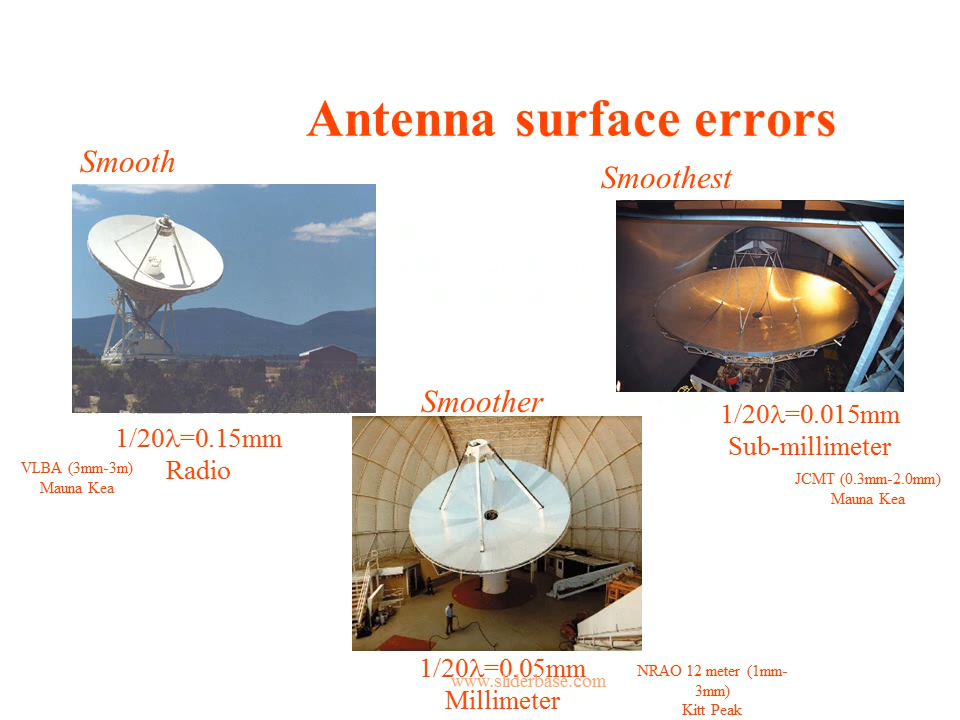 Antenna surface errors
Smooth
Smoothest
1/20λ=0.15mm
Radio
VLBA (3mm-3m)
Mauna Kea
Smoother
1/20λ=0.015mm
Sub-millimeter
JCMT (0.3mm-2.0mm)
Mauna Kea
1/20λ=0.05mm
www.sliderbase.com
Millimeter
NRAO 12 meter (1mm-
3mm)
Kitt Peak